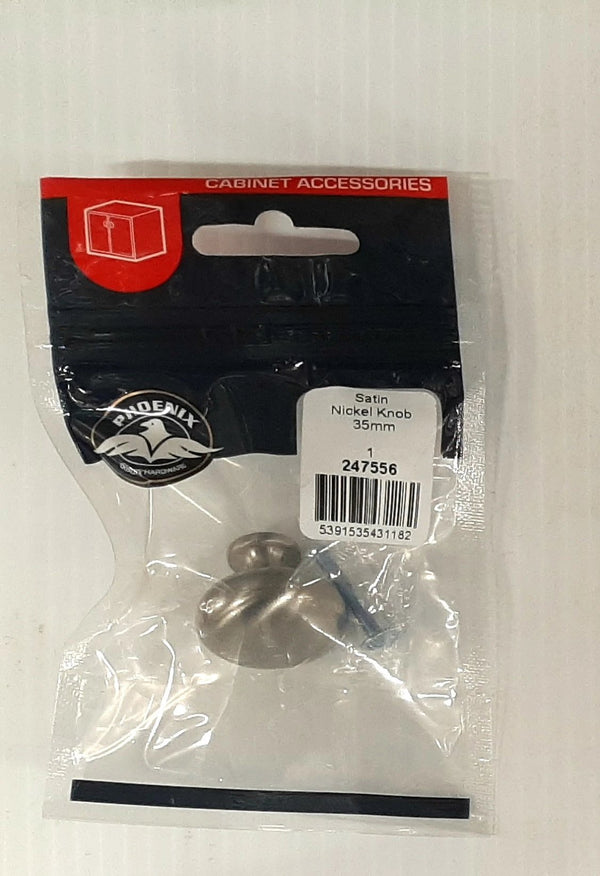 CABINET ACCESSORIES
PHOENIX
Satin
Nickel Knob
35mm
1
247556
5391535431182